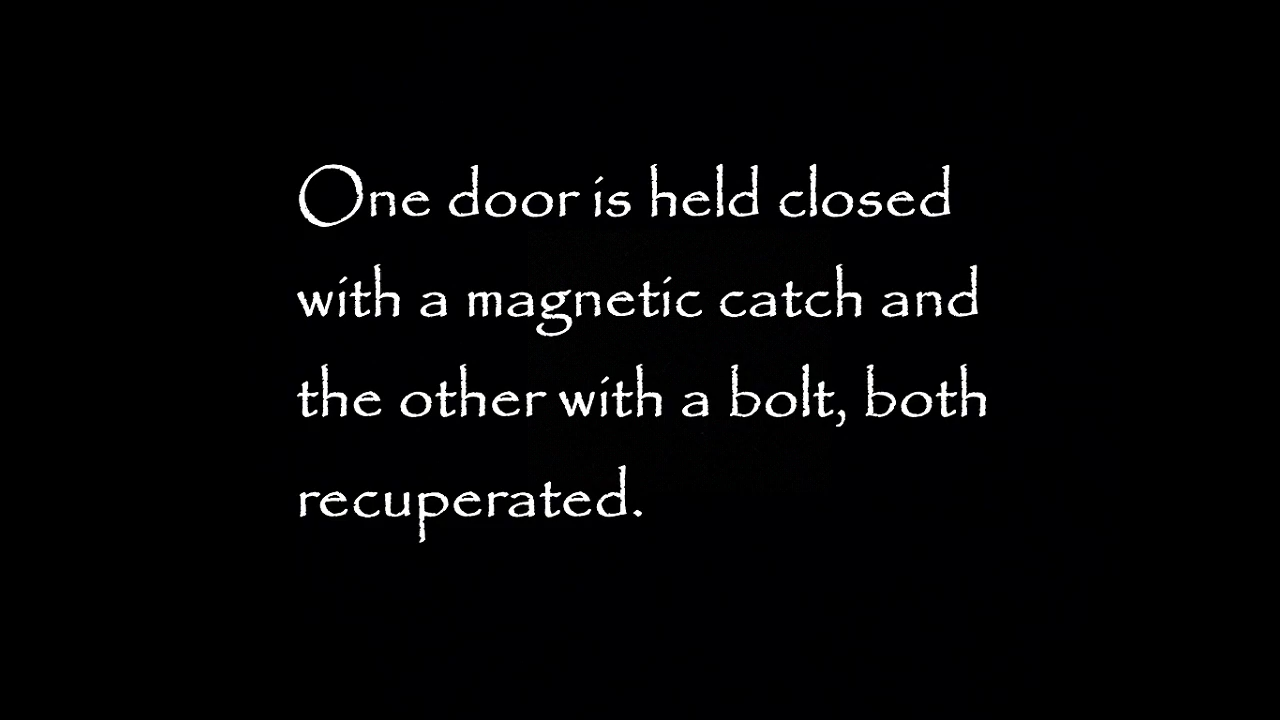 One door is held closed
with a magnetic catch and
the other with a bolt, both
recuperated.